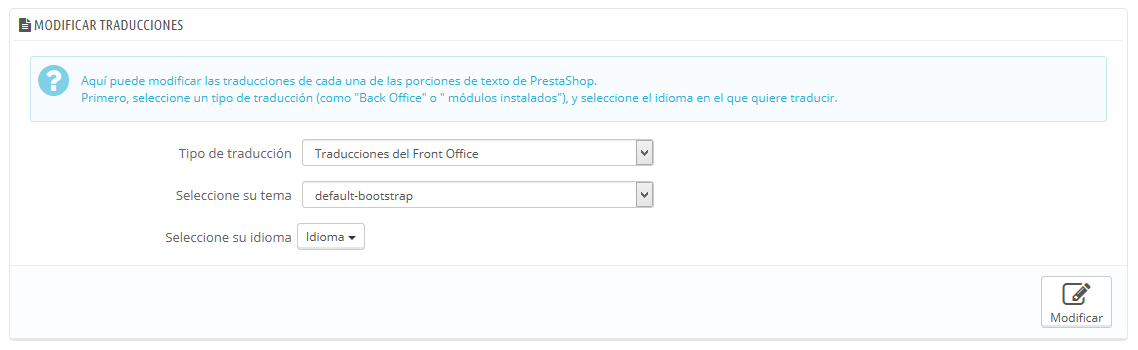 MODIFICAR TRADUCCIONES
Aquí puede modificar las traducciones de cada una de las porciones de texto de PrestaShop.
Primero, seleccione un tipo de traducción (como "Back Office" o " módulos instalados"), y seleccione el idioma en el que quiere traducir.
Tipo de traducción Traducciones del Front Office
Seleccione su tema default-bootstrap
Seleccione su idioma Idioma
Modificar